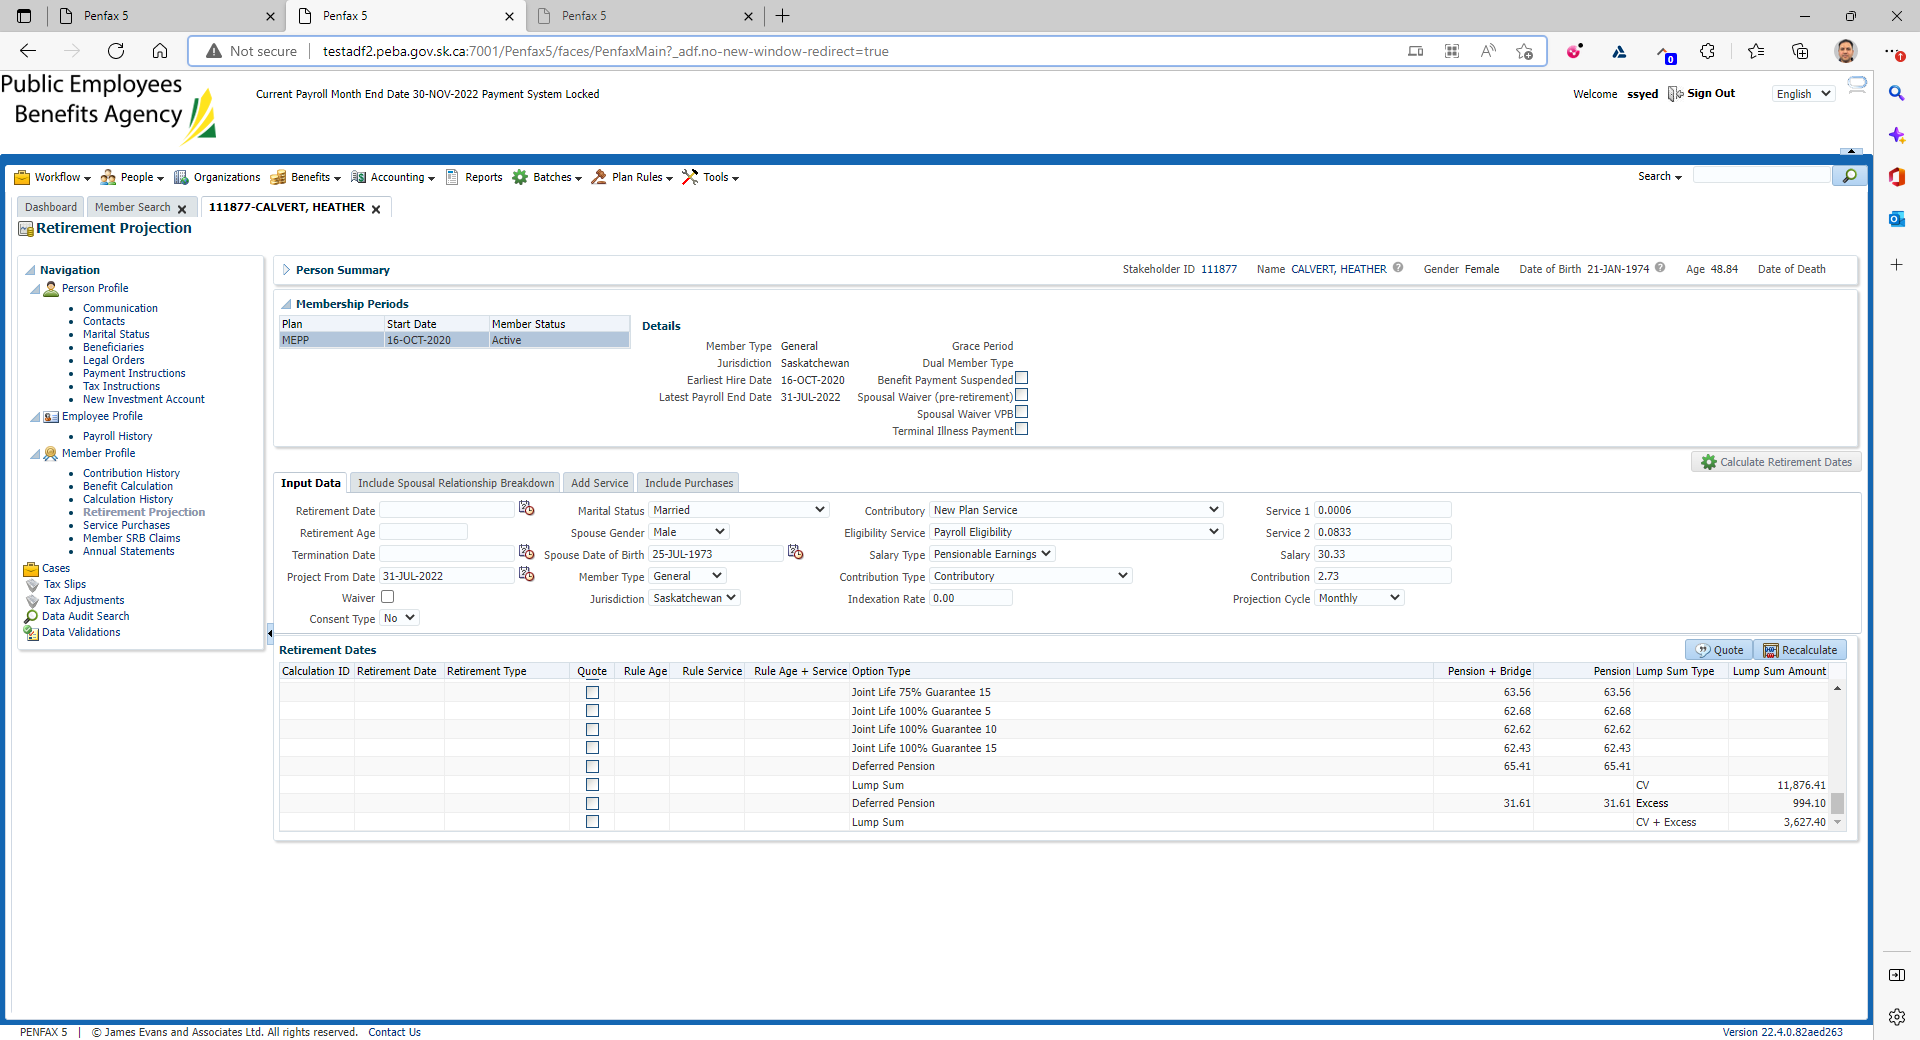 Penfax 5
Penfax 5
Penfax 5
Not secure testadf2.peba.gov.sk.ca:7001/Penfax5/faces/PenfaxMain?_adf.no-new-window-redirect=true
0
1
Public Employees
Benefits Agency
Current Payroll Month End Date 30-NOV-2022 Payment System Locked
Welcome ssyed Sign Out English
Workflow People Organizations Benefits Accounting Reports Batches Plan Rules Tools Search
Dashboard Member Search 111877-CALVERT, HEATHER
Retirement Projection
Navigation
Person Profile
Communication
Contacts
Marital Status
Beneficiaries
Legal Orders
Payment Instructions
Tax Instructions
New Investment Account
Employee Profile
Payroll History
Member Profile
Contribution History
Benefit Calculation
Calculation History
Retirement Projection
Service Purchases
Member SRB Claims
Annual Statements
Cases
Tax Slips
Tax Adjustments
Data Audit Search
Data Validations
Person Summary Stakeholder ID 111877 Name CALVERT, HEATHER Gender Female Date of Birth 21-JAN-1974 Age 48.84 Date of Death
Membership Periods
Plan Start Date Member Status
MEPP 16-OCT-2020 Active
Details
Member Type General Grace Period
Jurisdiction Saskatchewan Dual Member Type
Earliest Hire Date 16-OCT-2020 Benefit Payment Suspended
Latest Payroll End Date 31-JUL-2022 Spousal Waiver (pre-retirement)
Spousal Waiver VPB
Terminal Illness Payment
Calculate Retirement Dates
Input Data Include Spousal Relationship Breakdown Add Service Include Purchases
Retirement Date Marital Status Married Contributory New Plan Service Service 1 0.0006
Retirement Age Spouse Gender Male Eligibility Service Payroll Eligibility Service 2 0.0833
Termination Date Spouse Date of Birth 25-JUL-1973 Salary Type Pensionable Earnings Salary 30.33
Project From Date 31-JUL-2022 Member Type General Contribution Type Contributory Contribution 2.73
Waiver Jurisdiction Saskatchewan Indexation Rate 0.00 Projection Cycle Monthly
Consent Type No
Retirement Dates Quote Recalculate
Calculation ID Retirement Date Retirement Type Quote Rule Age Rule Service Rule Age + Service Option Type Pension + Bridge Pension Lump Sum Type Lump Sum Amount
Joint Life 75% Guarantee 15 63.56 63.56
Joint Life 100% Guarantee 5 62.68 62.68
Joint Life 100% Guarantee 10 62.62 62.62
Joint Life 100% Guarantee 15 62.43 62.43
Deferred Pension 65.41 65.41
Lump Sum CV 11,876.41
Deferred Pension 31.61 31.61 Excess 994.10
Lump Sum CV + Excess 3,627.40
PENFAX 5 | © James Evans and Associates Ltd. All rights reserved. Contact Us Version 22.4.0.82aed263